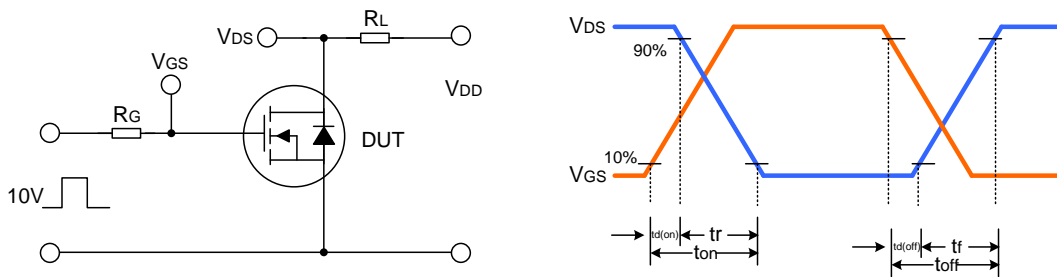 RL
VDS
VGS
VDD
RG
DUT
10V
VDS
90%
10%
VGS
td(on)
tr
ton
td(off)
tf
toff